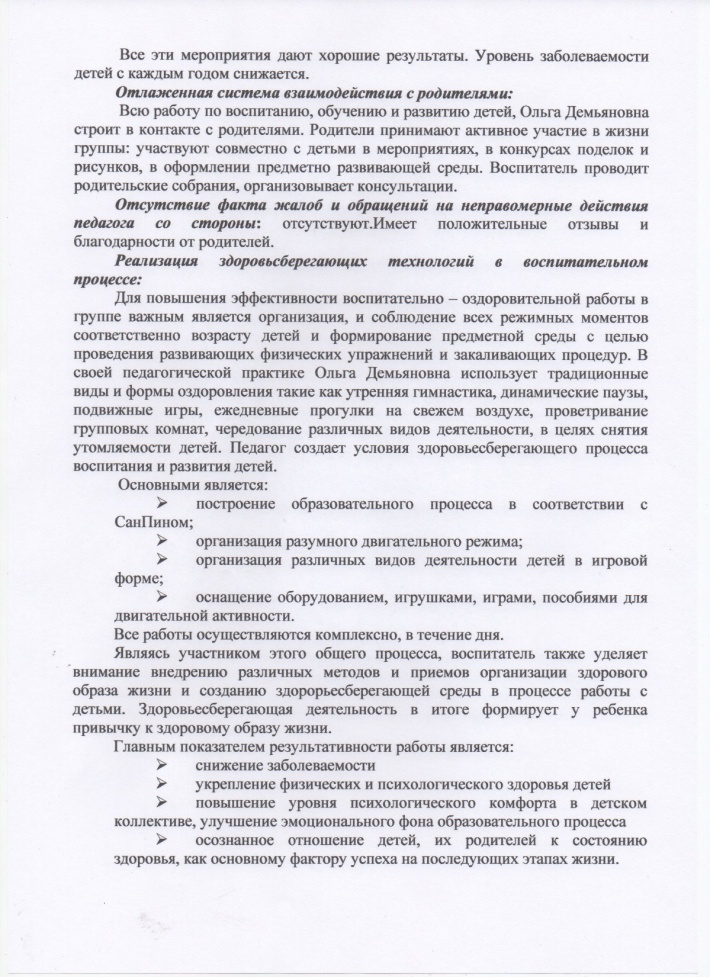 Все эти мероприятия дают хорошие результаты. Уровень заболеваемости
детей с каждым годом снижается.
Отлаженная система взаимодействия с родителями:
Всю работу по воспитанию, обучению и развитию детей, Ольга Демьяновна
строит в контакте с родителями. Родители принимают активное участие в жизни
группы: участвуют совместно с детьми в мероприятиях, в конкурсах поделок и
рисунков, в оформлении предметно развивающей среды. Воспитатель проводит
родительские собрания, организовывает консультации.
Отсутствие факта жалоб и обращений на неправомерные действия
педагога со стороны: отсутствуют.Имеет положительные отзывы и
благодарности от родителей.
Реализация здоровьсберегающих технологий в воспитательном
процессе:
Для повышения эффективности воспитательно – оздоровительной работы в
группе важным является организация, и соблюдение всех режимных моментов
соответственно возрасту детей и формирование предметной среды с целью
проведения развивающих физических упражнений и закаливающих процедур. В
своей педагогической практике Ольга Демьяновна использует традиционные
виды и формы оздоровления такие как утренняя гимнастика, динамические паузы,
подвижные игры, ежедневные прогулки на свежем воздухе, проветривание
групповых комнат, чередование различных видов деятельности, в целях снятия
утомляемости детей. Педагог создает условия здоровьесберегающего процесса
воспитания и развития детей.
Основными является:
➢ построение образовательного процесса в соответствии с
СанПином;
➢ организация разумного двигательного режима;
➢ организация различных видов деятельности детей в игровой
форме;
➢ оснащение оборудованием, игрушками, играми, пособиями для
двигательной активности.
Все работы осуществляются комплексно, в течение дня.
Являясь участником этого общего процесса, воспитатель также уделяет
внимание внедрению различных методов и приемов организации здорового
образа жизни и созданию здорорьесберегающей среды в процессе работы с
детьми. Здоровьесберегающая деятельность в итоге формирует у ребенка
привычку к здоровому образу жизни.
Главным показателем результативности работы является:
➢ снижение заболеваемости
➢ укрепление физических и психологического здоровья детей
➢ повышение уровня психологического комфорта в детском
коллективе, улучшение эмоционального фона образовательного процесса
➢ осознанное отношение детей, их родителей к состоянию
здоровья, как основному фактору успеха на последующих этапах жизни.